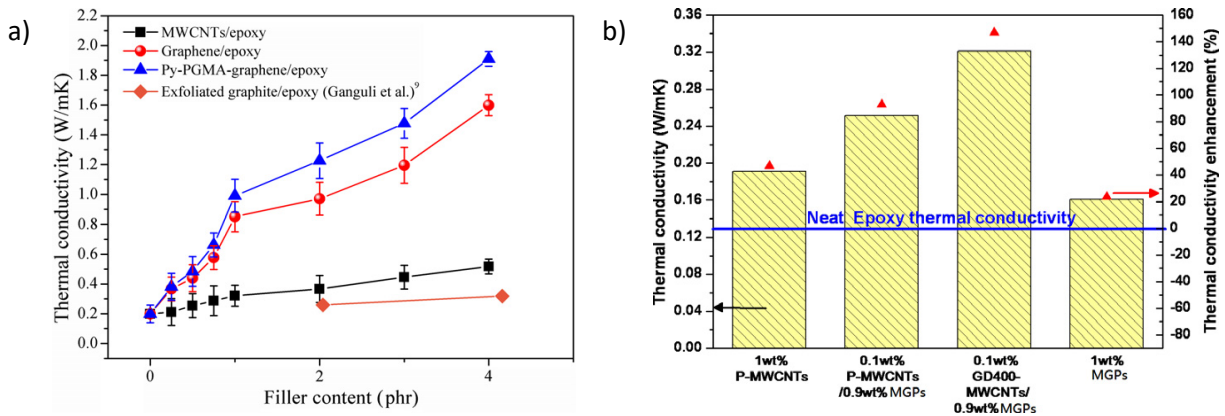 a)
2.2
2.0
1.8
1.6
1.4
1.2
1.0
0.8
0.6
0.4
0.2
0.0
Thermal conductivity (W/mK)
MWCNTs/epoxy
Graphene/epoxy
Py-PGMA-graphene/epoxy
Exfoliated graphite/epoxy (Ganguli et al.)⁹
0 2 4
Filler content (phr)
b)
0.36
0.32
0.28
0.24
0.20
0.16
0.12
0.08
0.04
0.00
Thermal conductivity (W/mK)
Neat Epoxy thermal conductivity
160
140
120
100
80
60
40
20
0
-20
-40
-60
-80
Thermal conductivity enhancement (%)
1wt%
P-MWCNTs
0.1wt%
P-MWCNTs
/0.9wt% MGPs
0.1wt%
GD400-
MWCNTs/
0.9wt% MGPs
1wt%
MGPs